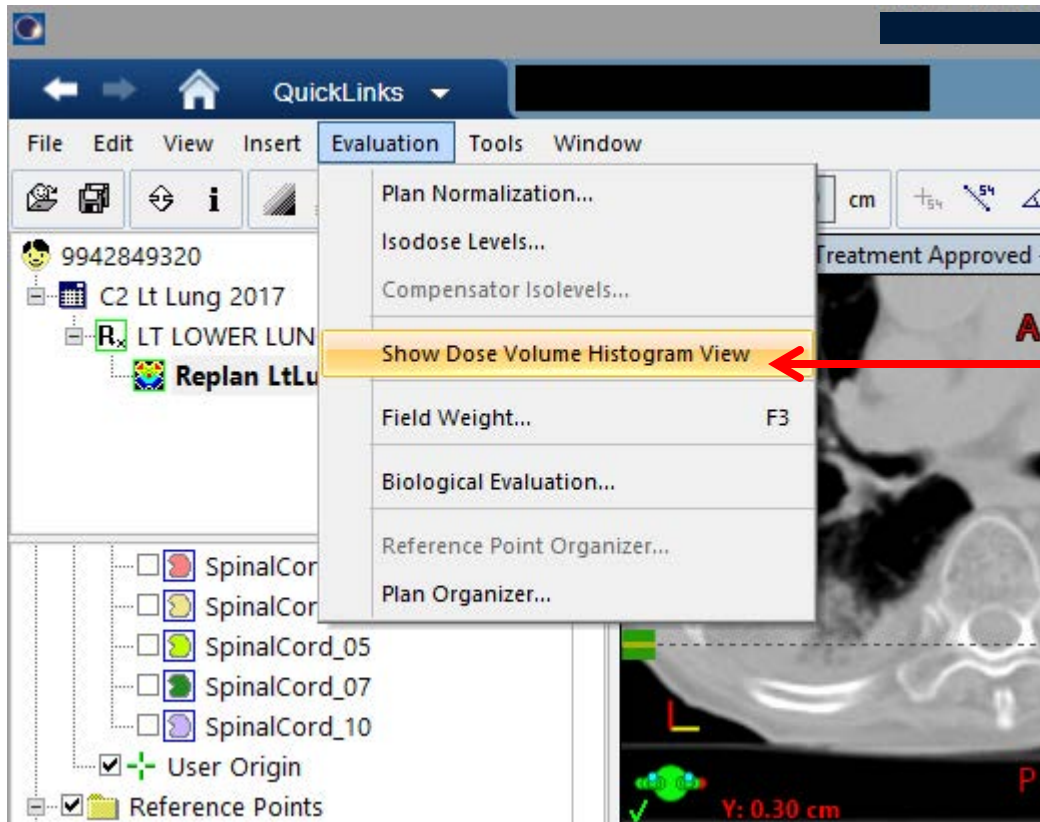 QuickLinks
File Edit View Insert Evaluation Tools Window
i cm
Plan Normalization...
Isodose Levels...
Compensator Isolevels...
Show Dose Volume Histogram View
Field Weight... F3
Biological Evaluation...
Reference Point Organizer...
Plan Organizer...
9942849320
C2 Lt Lung 2017
Rx LT LOWER LUN
Replan LtLu
SpinalCor
SpinalCor
SpinalCord_05
SpinalCord_07
SpinalCord_10
User Origin
Reference Points
Treatment Approved -
A
P
Y: 0.30 cm